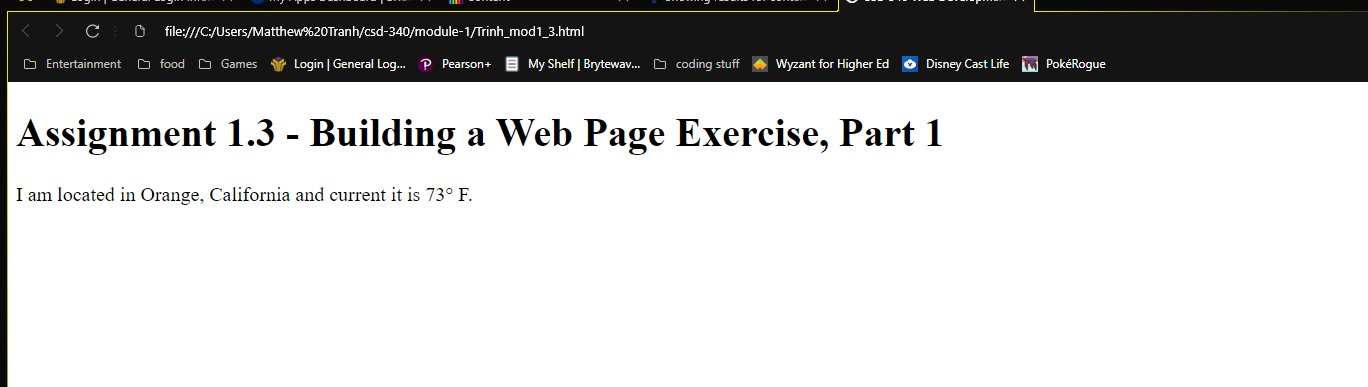 file:///C:/Users/Matthew%20Tranh/csd-340/module-1/Trinh_mod1_3.html
Entertainment food Games Login | General Log... Pearson+ My Shelf | Brytewav... coding stuff Wyzant for Higher Ed Disney Cast Life PokéRogue
Assignment 1.3 - Building a Web Page Exercise, Part 1
I am located in Orange, California and current it is 73° F.